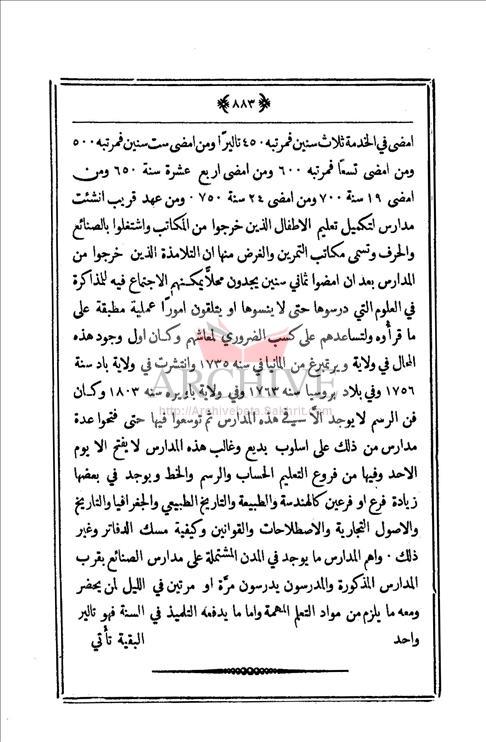 ٨٨٣
امضى في الخدمة ثلاث سنين فمرتبه ٤٥٠ تاليرًا ومن امضى ست سنين فمرتبه ٥٠٠
ومن امضى تسعًا فمرتبه ٦٠٠ ومن امضى اربع عشرة سنة ٦٥٠ ومن
امضى ١٩ سنة ٧٠٠ ومن امضى ٢٤ سنة ٧٥٠ · ومن عهد قريب انشئت
مدارس لتكميل تعليم الاطفال الذين خرجوا من المكاتب واشتغلوا بالصنائع
والحرف وتسمى مكاتب التمرين والغرض منها ان التلامذة الذين خرجوا من
المدارس بعد ان امضوا ثماني سنين يجدون محلاً يمكنهم الاجتماع فيه للمذاكرة
في العلوم التي درسوها حتى لا ينسوها او يتلقون امورًا عملية مطبقة على
ما قرأوه ولتساعدهم على كسب الضروري لمعاشهم وكان اول وجود هذه
المحال في ولاية ويرتمبرغ من المانيا في سنه ١٧٣٥ وانتشرت في ولاية باد سنة
١٧٥٦ وفي بلاد بروسيا سنه ١٧٦٣ وفي ولاية باويره سنه ١٨٠٣ وكان
فن الرسم لا يوجد الاّ في هذه المدارس ثم توسعوا فيها حتى فتحوا عدة
مدارس من ذلك على اسلوب بديع وغالب هذه المدارس لا يفتح الا يوم
الاحد وفيها من فروع التعليم الحساب والرسم والخط ويوجد في بعضها
زيادة فرع او فرعين كالهندسة والطبيعة والتاريخ الطبيعي والجغرافيا والتاريخ
والاصول التجارية والاصطلاحات والقوانين وكيفية مسك الدفاتر وغير
ذلك · واهم المدارس ما يوجد في المدن المشتملة على مدارس الصنائع بقرب
المدارس المذكورة والمدرسون يدرسون مرّة او مرتين في الليل لمن يحضر
ومعه ما يلزم من مواد التعلم المهمة واما ما يدفعه التلميذ في السنة فهو تالير
واحد البقية تأتي
ARCHIVE
http://Archivebeta.Sakhrit.com